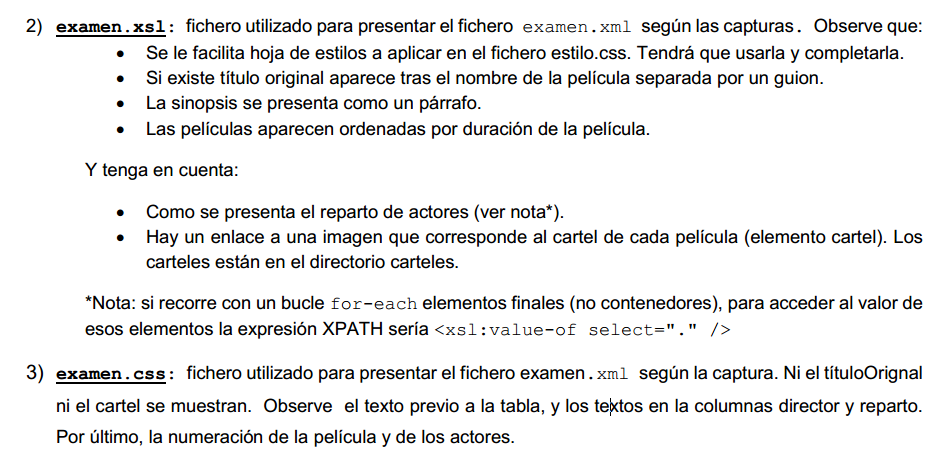 2) examen.xsl: fichero utilizado para presentar el fichero examen.xml según las capturas. Observe que:
• Se le facilita hoja de estilos a aplicar en el fichero estilo.css. Tendrá que usarla y completarla.
• Si existe título original aparece tras el nombre de la película separada por un guion.
• La sinopsis se presenta como un párrafo.
• Las películas aparecen ordenadas por duración de la película.
Y tenga en cuenta:
• Como se presenta el reparto de actores (ver nota*).
• Hay un enlace a una imagen que corresponde al cartel de cada película (elemento cartel). Los
carteles están en el directorio carteles.
*Nota: si recorre con un bucle for-each elementos finales (no contenedores), para acceder al valor de
esos elementos la expresión XPATH sería <xsl:value-of select="." />
3) examen.css: fichero utilizado para presentar el fichero examen.xml según la captura. Ni el títuloOrignal
ni el cartel se muestran. Observe el texto previo a la tabla, y los textos en la columnas director y reparto.
Por último, la numeración de la película y de los actores.